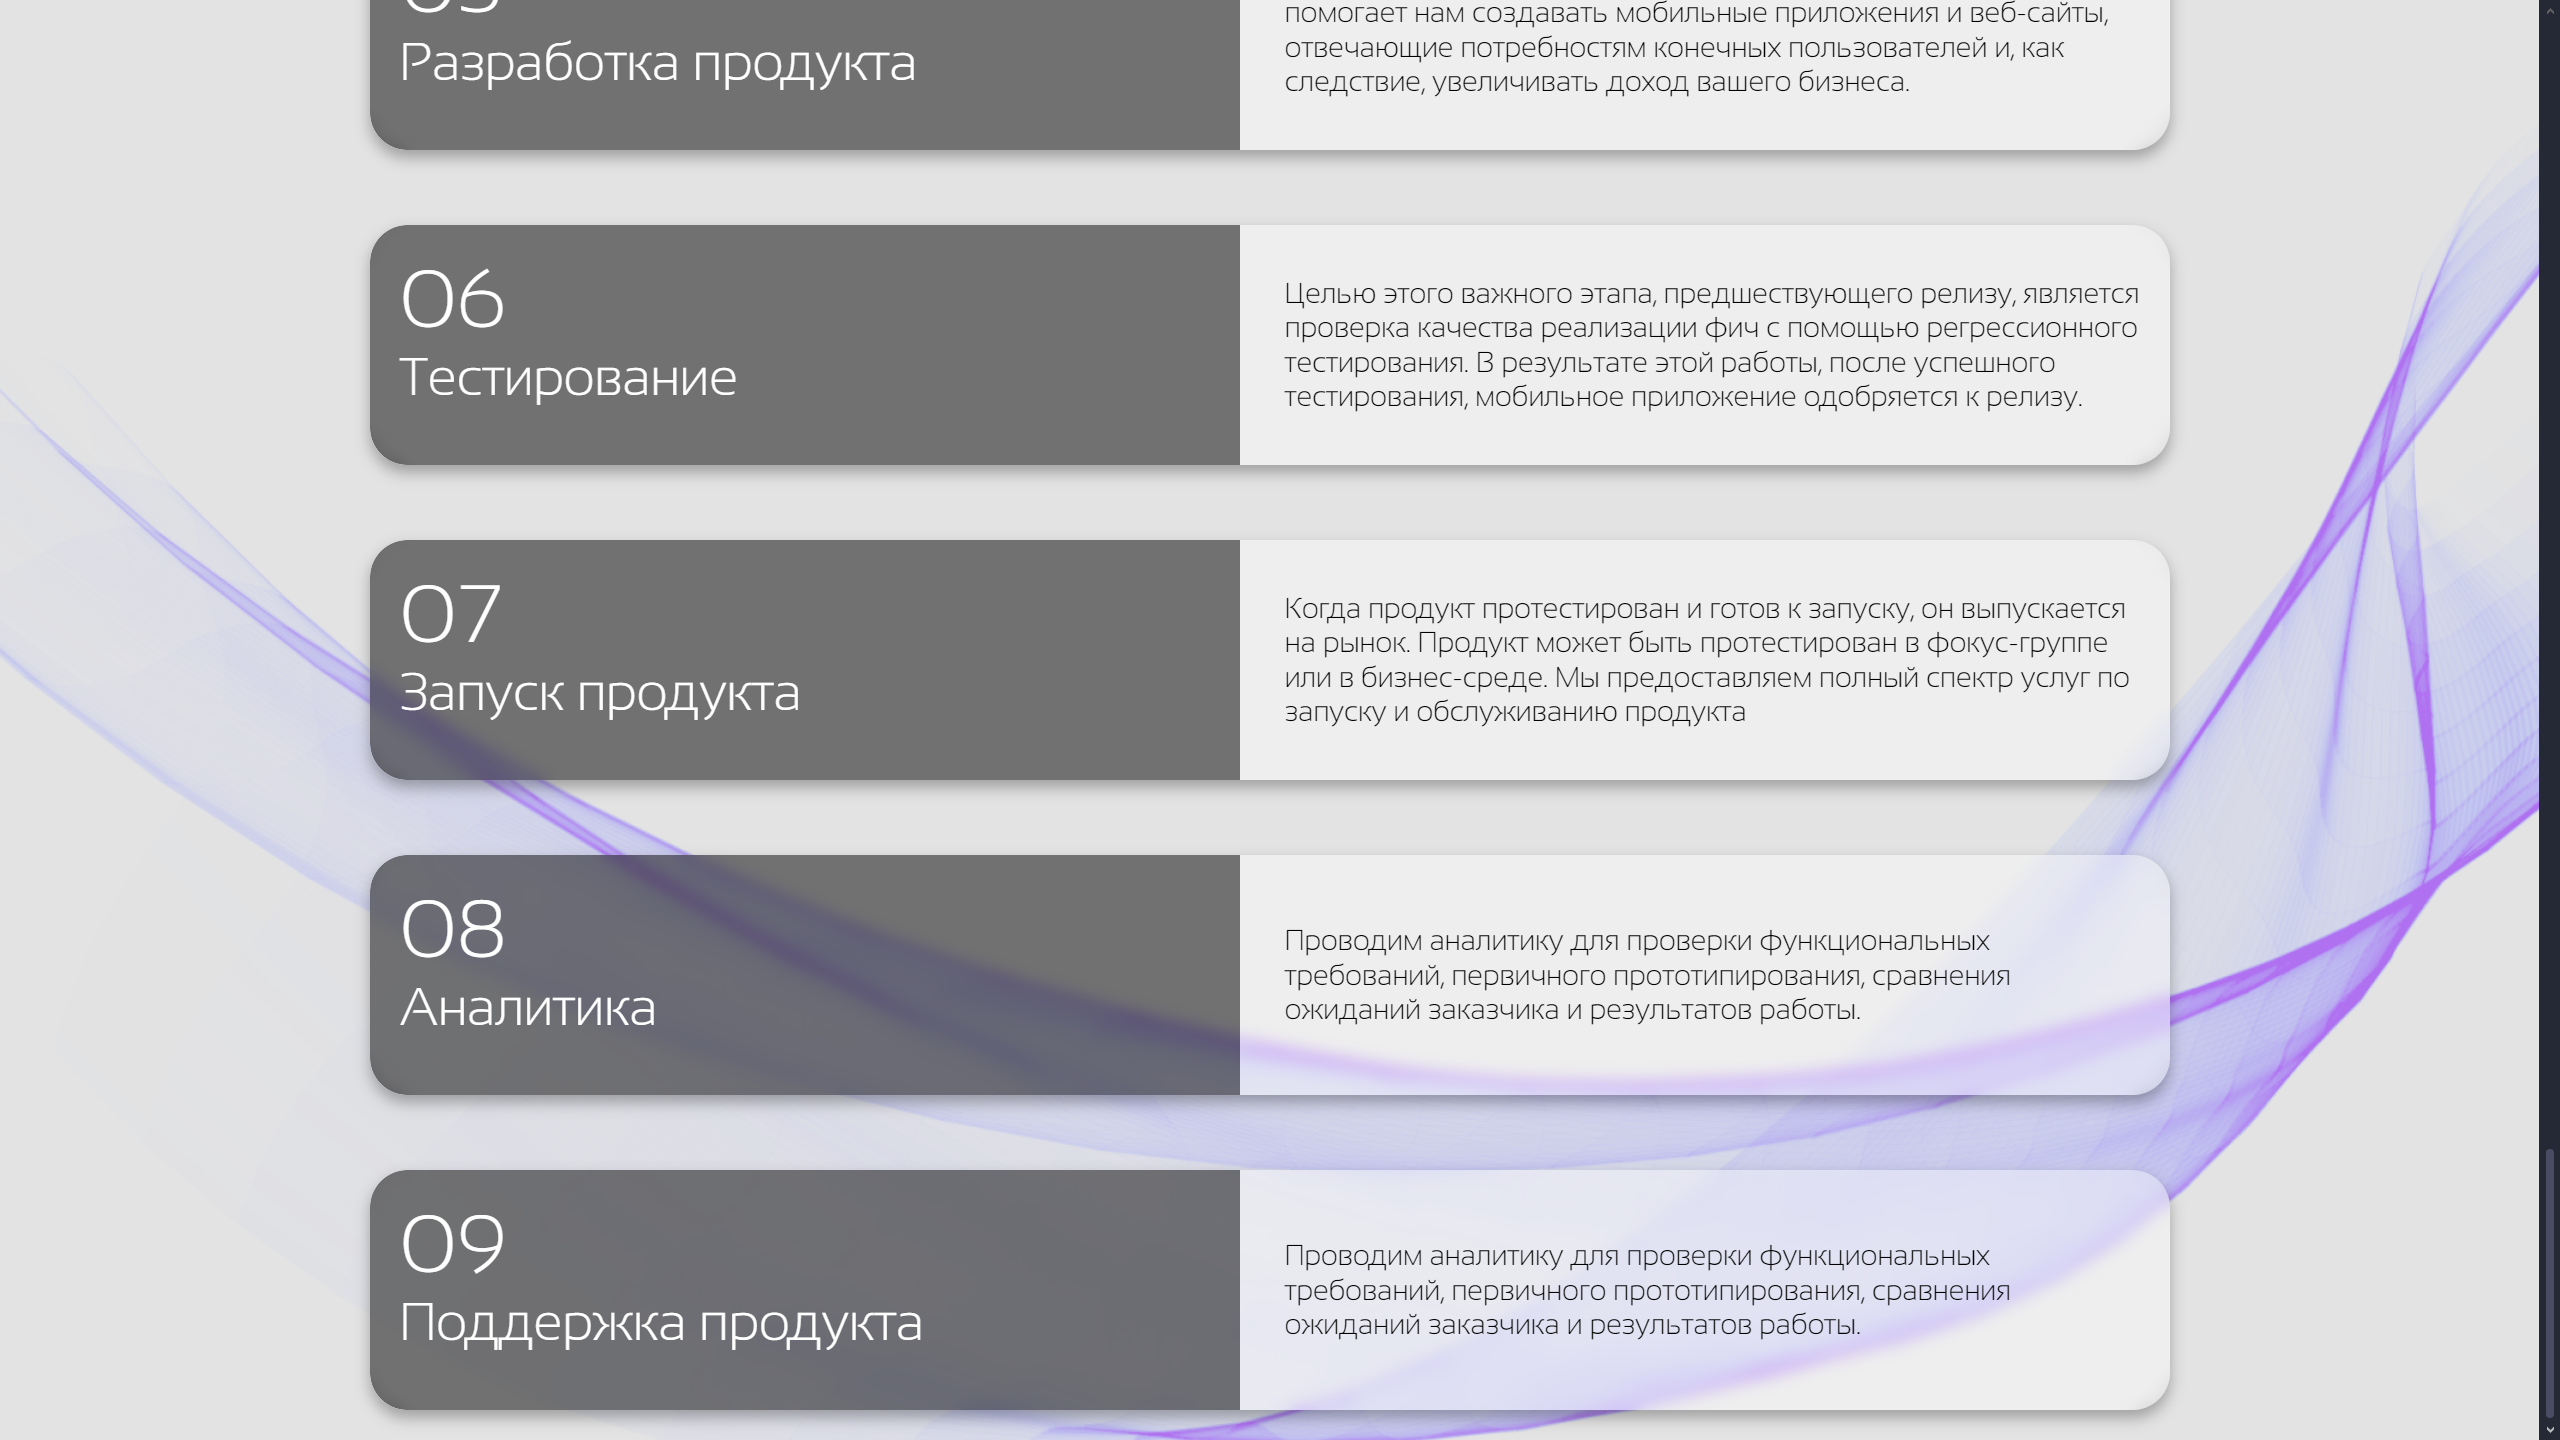 помогает нам создавать мобильные приложения и веб-сайты,
Разработка продукта
отвечающие потребностям конечных пользователей и, как
следствие, увеличивать доход вашего бизнеса.
06
Тестирование
Целью этого важного этапа, предшествующего релизу, является
проверка качества реализации фич с помощью регрессионного
тестирования. В результате этой работы, после успешного
тестирования, мобильное приложение одобряется к релизу.
07
Запуск продукта
Когда продукт протестирован и готов к запуску, он выпускается
на рынок. Продукт может быть протестирован в фокус-группе
или в бизнес-среде. Мы предоставляем полный спектр услуг по
запуску и обслуживанию продукта
08
Аналитика
Проводим аналитику для проверки функциональных
требований, первичного прототипирования, сравнения
ожиданий заказчика и результатов работы.
09
Поддержка продукта
Проводим аналитику для проверки функциональных
требований, первичного прототипирования, сравнения
ожиданий заказчика и результатов работы.